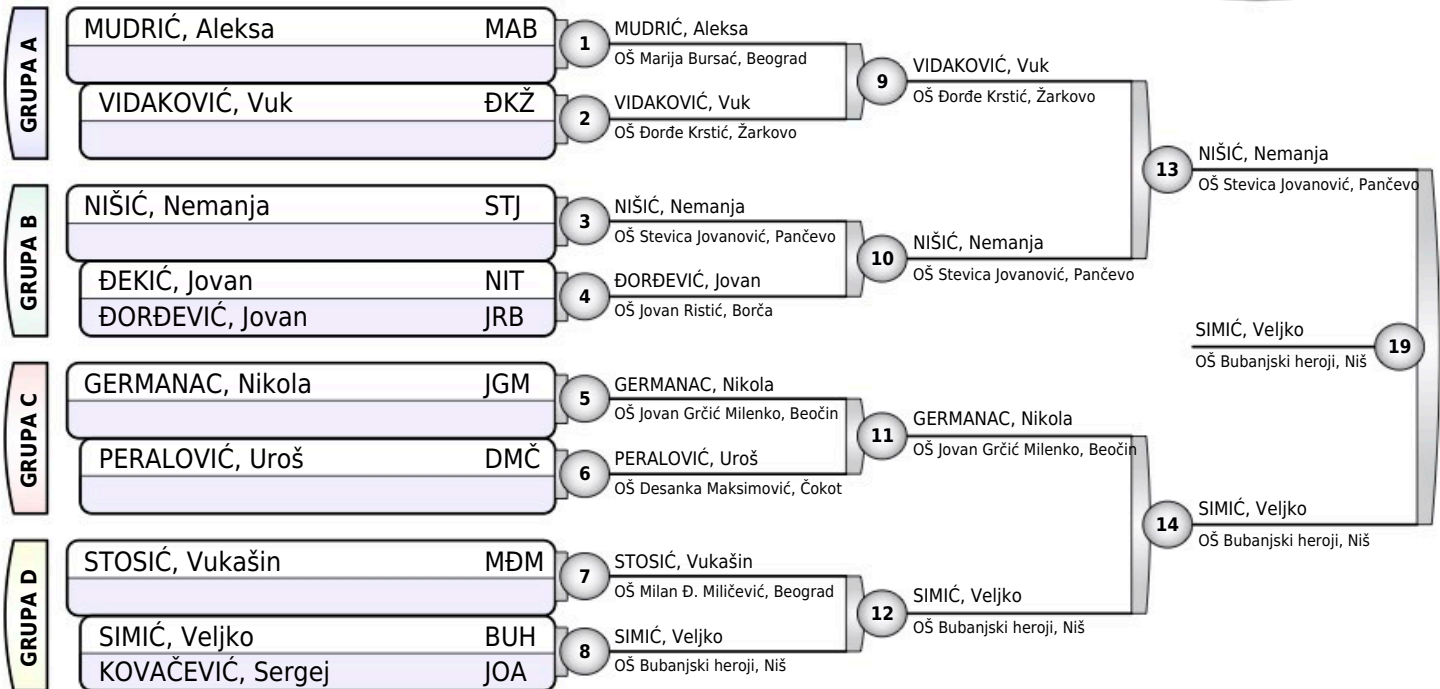 GRUPA A
MUDRIĆ, Aleksa MAB
VIDAKOVIĆ, Vuk ĐKŽ
GRUPA B
NIŠIĆ, Nemanja STJ
ĐEKIĆ, Jovan NIT
ĐORĐEVIĆ, Jovan JRB
GRUPA C
GERMANAC, Nikola JGM
PERALOVIĆ, Uroš DMČ
GRUPA D
STOSIĆ, Vukašin MĐM
SIMIĆ, Veljko BUH
KOVAČEVIĆ, Sergej JOA
1
MUDRIĆ, Aleksa
OŠ Marija Bursać, Beograd
2
VIDAKOVIĆ, Vuk
OŠ Đorđe Krstić, Žarkovo
3
NIŠIĆ, Nemanja
OŠ Stevica Jovanović, Pančevo
4
ĐORĐEVIĆ, Jovan
OŠ Jovan Ristić, Borča
5
GERMANAC, Nikola
OŠ Jovan Grčić Milenko, Beočin
6
PERALOVIĆ, Uroš
OŠ Desanka Maksimović, Čokot
7
STOSIĆ, Vukašin
OŠ Milan Đ. Miličević, Beograd
8
SIMIĆ, Veljko
OŠ Bubanjski heroji, Niš
9
VIDAKOVIĆ, Vuk
OŠ Đorđe Krstić, Žarkovo
10
NIŠIĆ, Nemanja
OŠ Stevica Jovanović, Pančevo
11
GERMANAC, Nikola
OŠ Jovan Grčić Milenko, Beočin
12
SIMIĆ, Veljko
OŠ Bubanjski heroji, Niš
13
NIŠIĆ, Nemanja
OŠ Stevica Jovanović, Pančevo
14
SIMIĆ, Veljko
OŠ Bubanjski heroji, Niš
SIMIĆ, Veljko
19
OŠ Bubanjski heroji, Niš